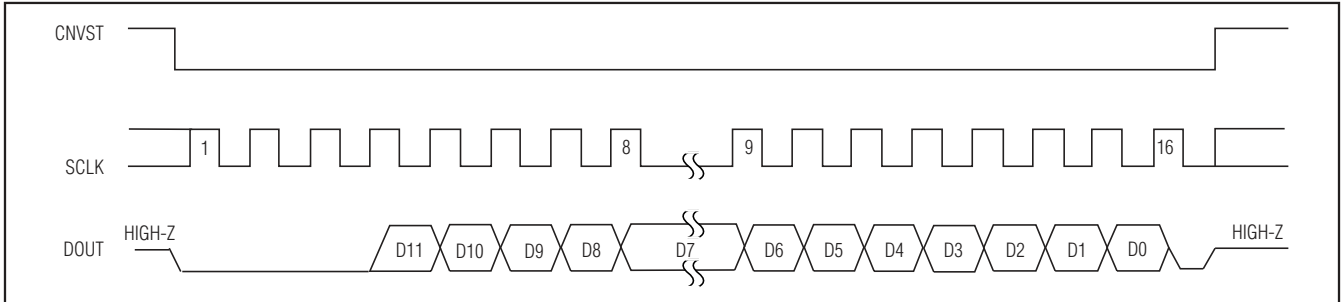 CNVST
SCLK 1 8 9 16
DOUT HIGH-Z D11 D10 D9 D8 D7 D6 D5 D4 D3 D2 D1 D0 HIGH-Z